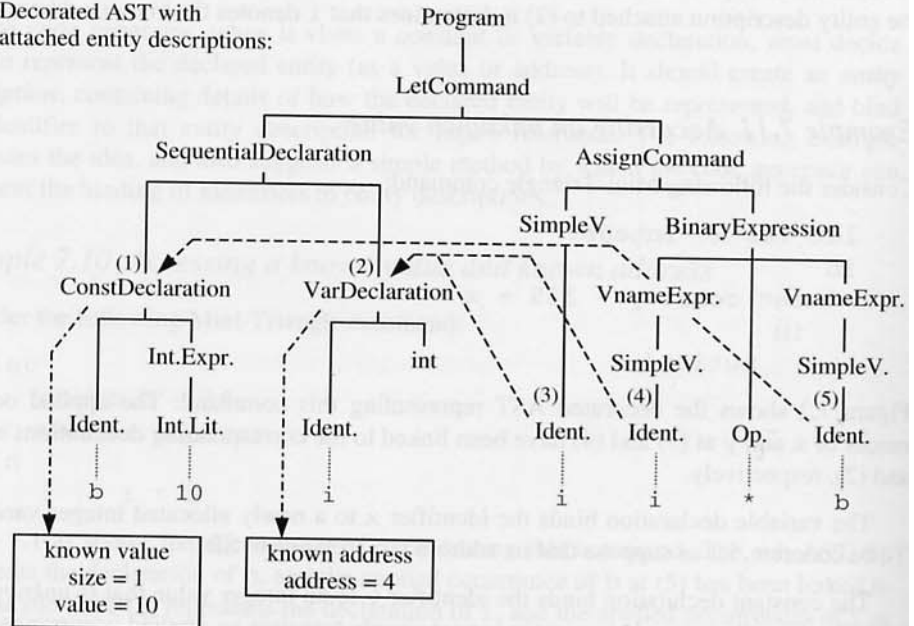 Decorated AST with
attached entity descriptions:
Program
LetCommand
SequentialDeclaration
AssignCommand
SimpleV.
BinaryExpression
(1)
(2)
ConstDeclaration
VarDeclaration
VnameExpr.
VnameExpr.
Int.Expr.
int
SimpleV.
SimpleV.
(3)
(4)
(5)
Ident.
Int.Lit.
Ident.
Ident.
Ident.
Op.
Ident.
b
10
i
i
i
*
b
known value
size = 1
value = 10
known address
address = 4